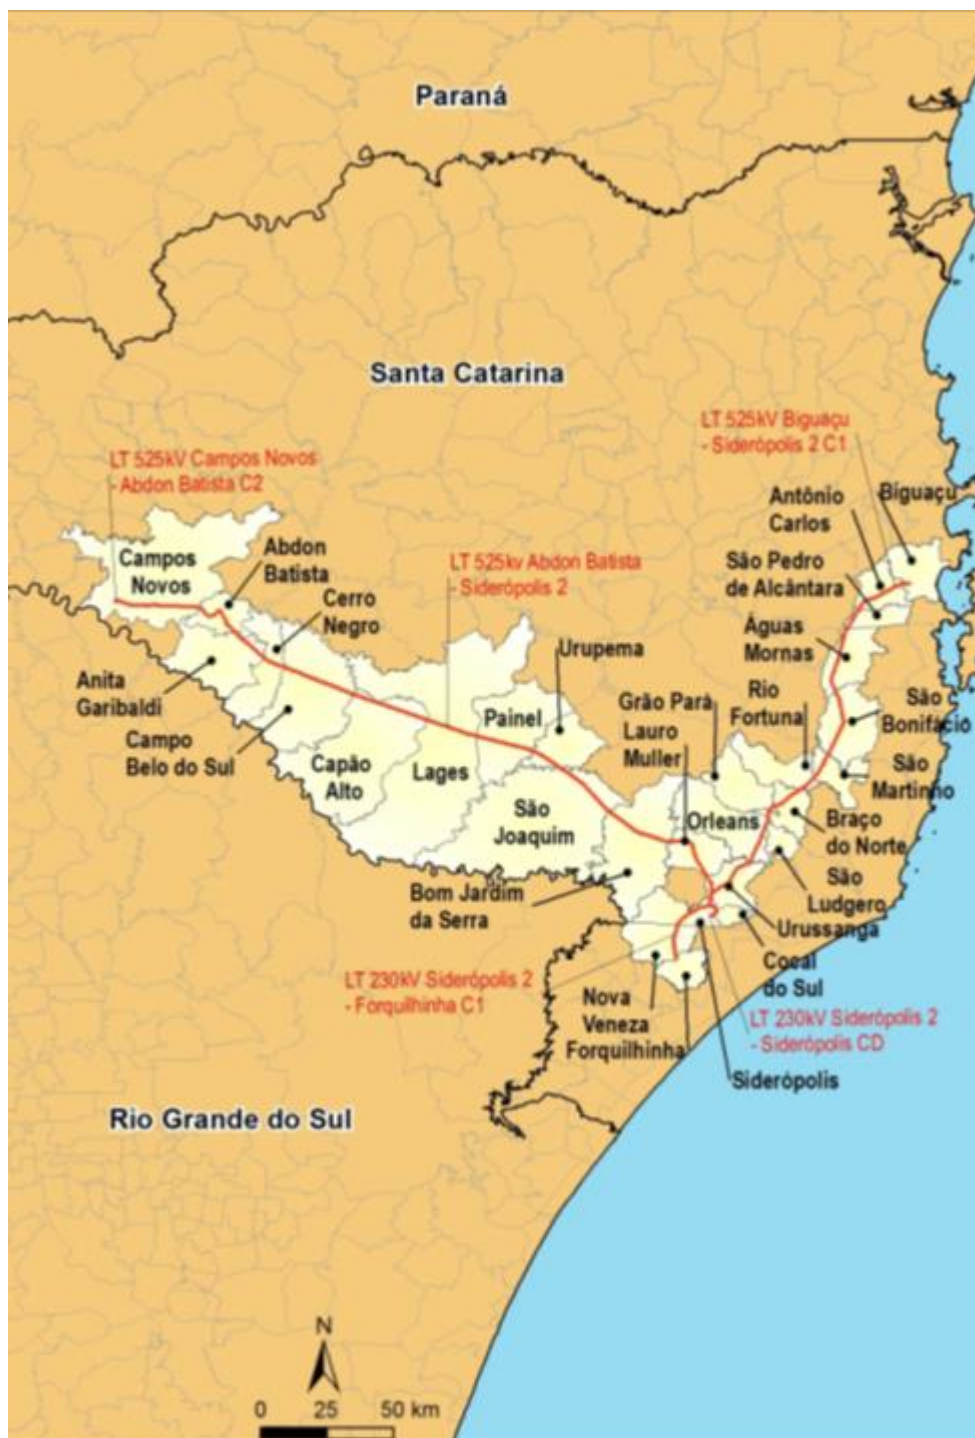 Paraná
Santa Catarina
LT 525kV Biguaçu
- Siderópolis 2 C1
LT 525kV Campos Novos
- Abdon Batista C2
Antônio
Carlos
Biguaçu
Campos
Novos
Abdon
Batista
LT 525kv Abdon Batista
- Siderópolis 2
São Pedro
de Alcântara
Cerro
Negro
Águas
Mornas
Urupema
Anita
Garibaldi
Grão Pará
Rio
Fortuna
São
Bonifácio
Painel
Lauro
Muller
Campo
Belo do Sul
Capão
Alto
Lages
São
Martinho
São
Joaquim
Orleans
Braço
do Norte
Bom Jardim
da Serra
São
Ludgero
Urussanga
LT 230kV Siderópolis 2
- Forquilhinha C1
Cocal
do Sul
Nova
Veneza
Forquilhinha
LT 230kV Siderópolis 2
- Siderópolis CD
Siderópolis
Rio Grande do Sul
N
0 25 50 km